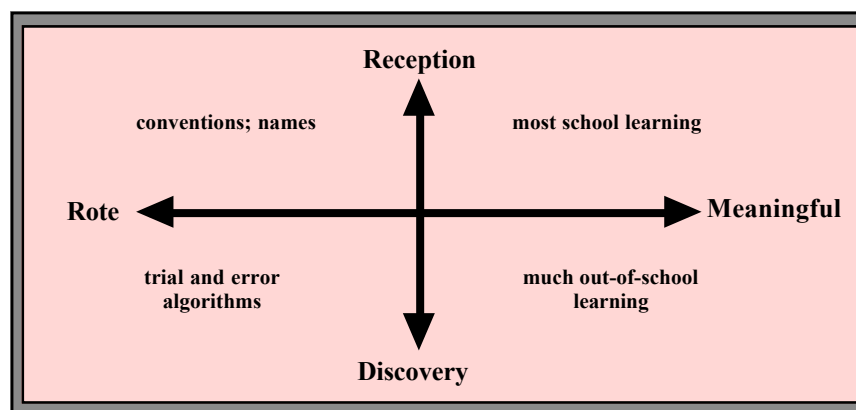 Reception
conventions; names
most school learning
Rote
Meaningful
trial and error
algorithms
much out-of-school
learning
Discovery